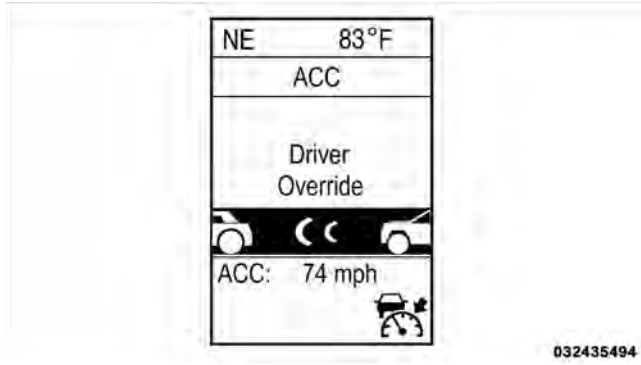 NE 83°F
ACC
Driver
Override
ACC: 74 mph
032435494